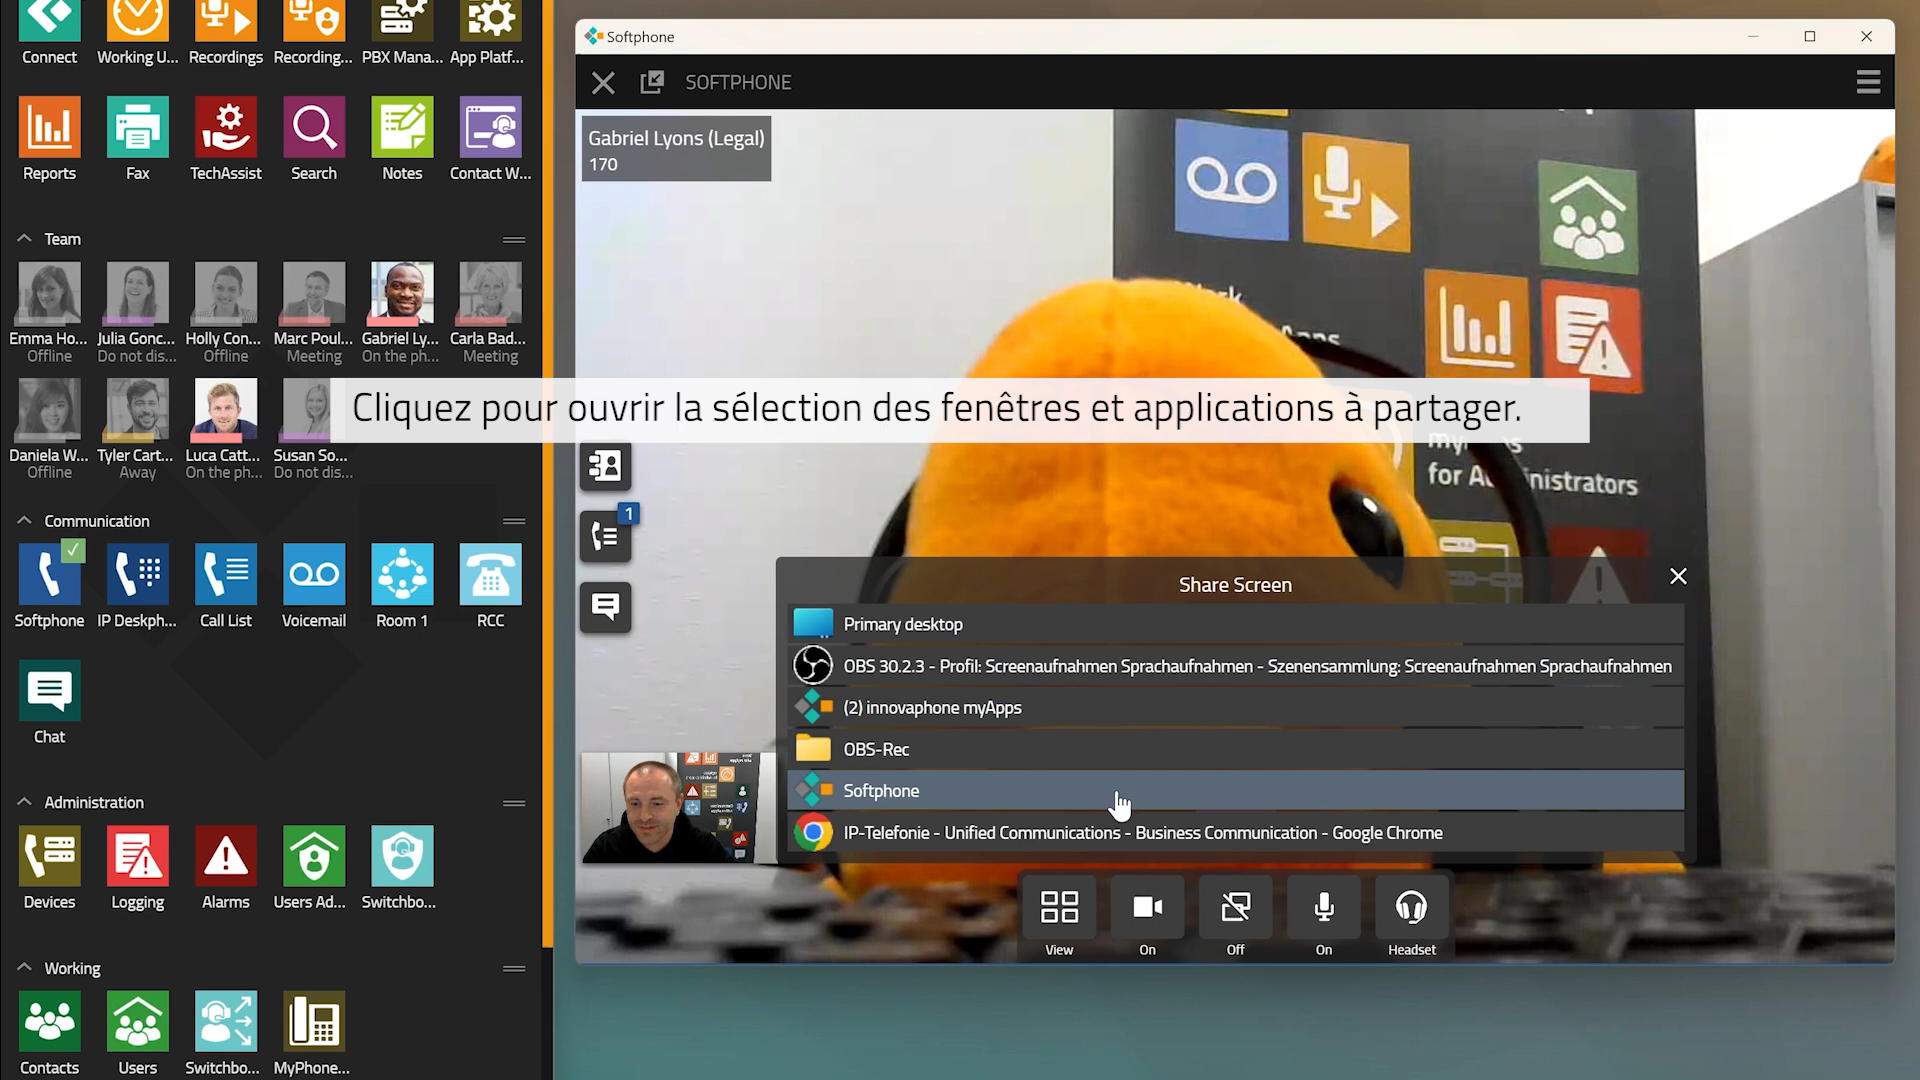 Connect
Working U...
Recordings
Recording...
PBX Mana...
App Platf...
Reports
Fax
TechAssist
Search
Notes
Contact W...
Team
Emma Ho...
Offline
Julia Gonc...
Do not dis...
Holly Con...
Offline
Marc Poul...
Meeting
Gabriel Ly...
On the ph...
Carla Bad...
Meeting
Daniela W...
Offline
Tyler Cart...
Away
Luca Catt...
On the ph...
Susan So...
Do not dis...
Communication
Softphone
IP Deskph...
Call List
Voicemail
Room 1
RCC
Chat
Administration
Devices
Logging
Alarms
Users Ad...
Switchbo...
Working
Contacts
Users
Switchbo...
MyPhone...
Softphone
SOFTPHONE
Gabriel Lyons (Legal)
170
Cliquez pour ouvrir la sélection des fenêtres et applications à partager.
1
Share Screen
Primary desktop
OBS 30.2.3 - Profil: Screenaufnahmen Sprachaufnahmen - Szenensammlung: Screenaufnahmen Sprachaufnahmen
(2) innovaphone myApps
OBS-Rec
Softphone
IP-Telefonie - Unified Communications - Business Communication - Google Chrome
View
On
Off
On
Headset